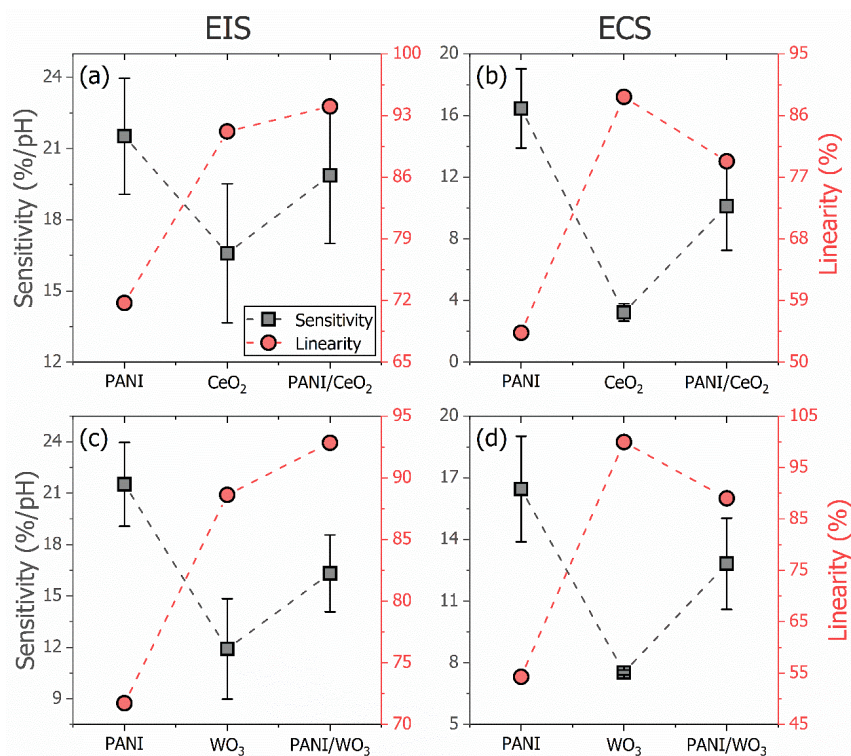 EIS
ECS
(a)
Sensitivity (%/pH)
24
21
18
15
12
100
93
86
79
72
65
Sensitivity
Linearity
PANI
CeO₂
PANI/CeO₂
(b)
20
16
12
8
4
0
95
86
77
68
59
50
Linearity (%)
PANI
CeO₂
PANI/CeO₂
(c)
Sensitivity (%/pH)
24
21
18
15
12
9
95
90
85
80
75
70
PANI
WO₃
PANI/WO₃
(d)
20
17
14
11
8
5
105
95
85
75
65
55
45
Linearity (%)
PANI
WO₃
PANI/WO₃